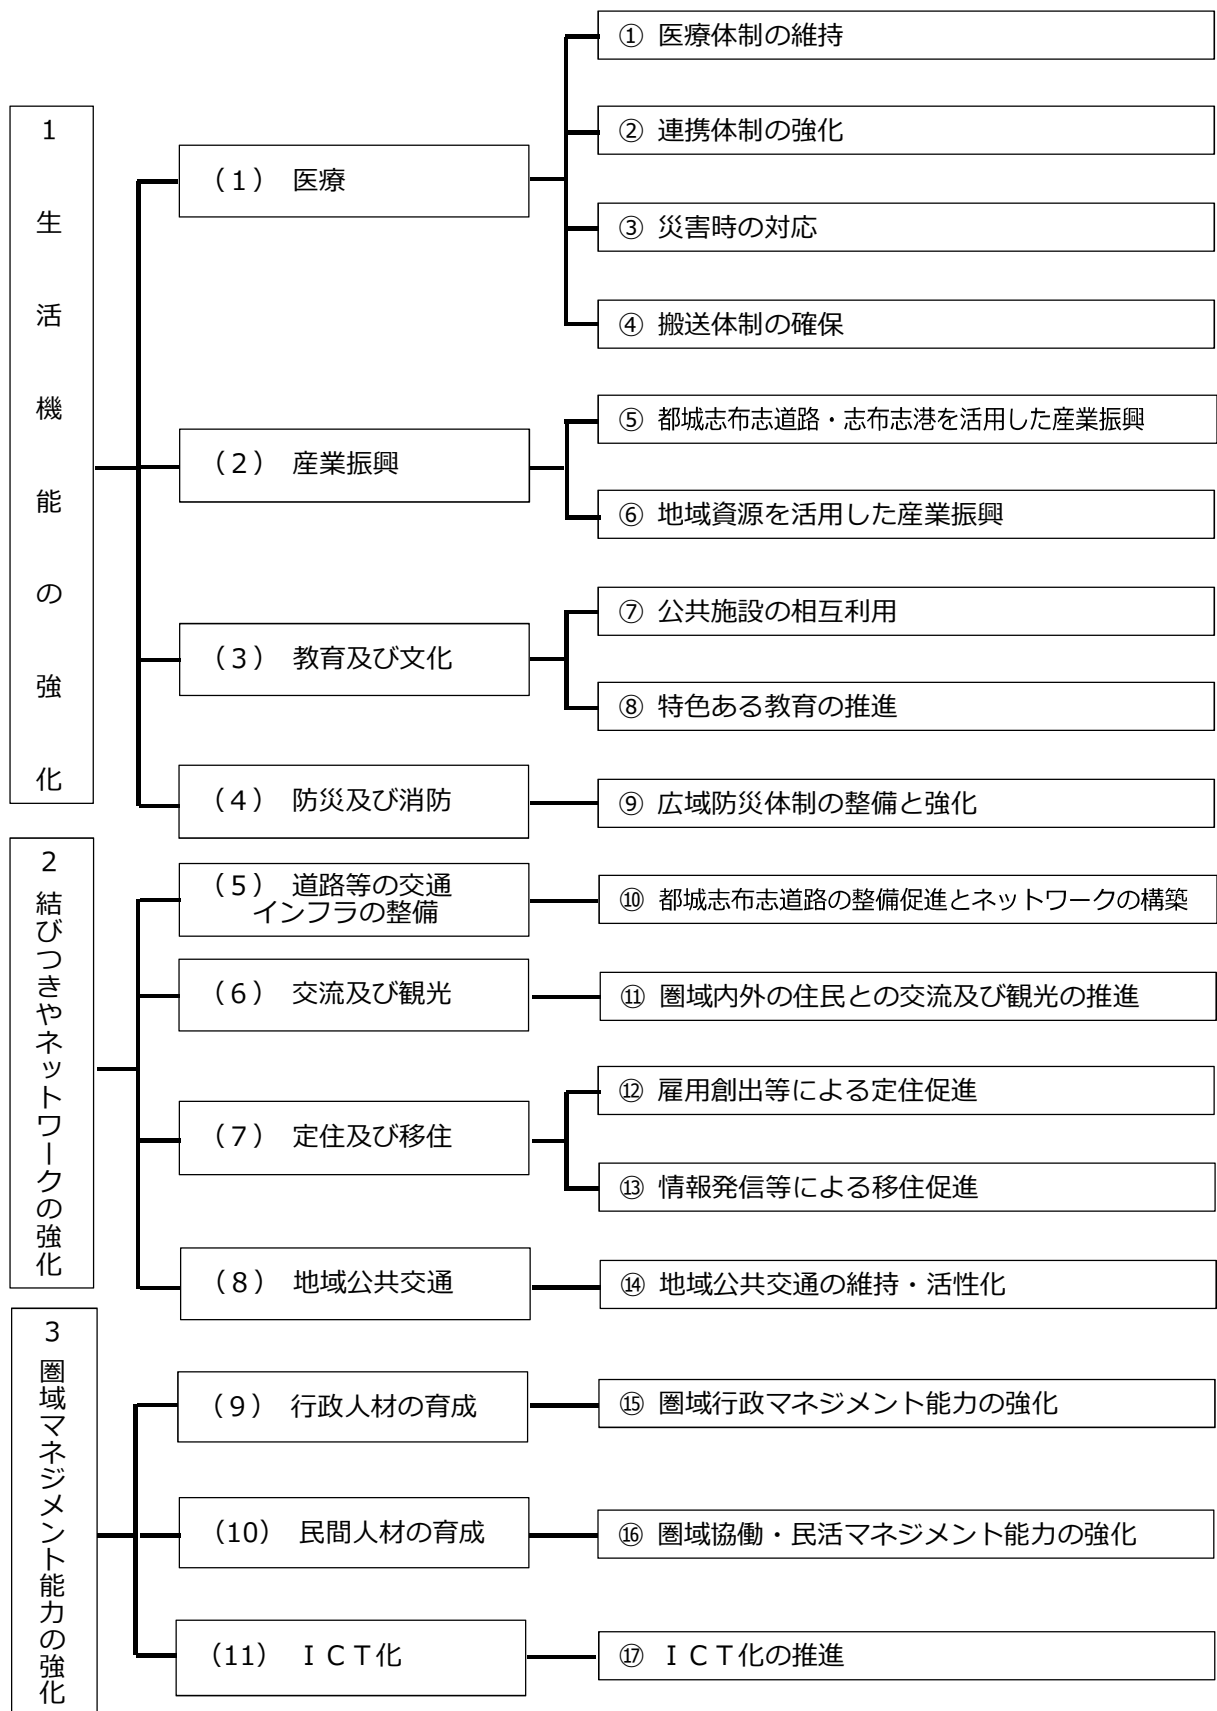 1 生活機能の強化
（１） 医療
① 医療体制の維持
② 連携体制の強化
③ 災害時の対応
④ 搬送体制の確保
（２） 産業振興
⑤ 都城志布志道路・志布志港を活用した産業振興
⑥ 地域資源を活用した産業振興
（３） 教育及び文化
⑦ 公共施設の相互利用
⑧ 特色ある教育の推進
（４） 防災及び消防
⑨ 広域防災体制の整備と強化
2 結びつきやネットワークの強化
（５） 道路等の交通
インフラの整備
⑩ 都城志布志道路の整備促進とネットワークの構築
（６） 交流及び観光
⑪ 圏域内外の住民との交流及び観光の推進
（７） 定住及び移住
⑫ 雇用創出等による定住促進
⑬ 情報発信等による移住促進
（８） 地域公共交通
⑭ 地域公共交通の維持・活性化
3 圏域マネジメント能力の強化
（９） 行政人材の育成
⑮ 圏域行政マネジメント能力の強化
（10） 民間人材の育成
⑯ 圏域協働・民活マネジメント能力の強化
（11） ＩＣＴ化
⑰ ＩＣＴ化の推進